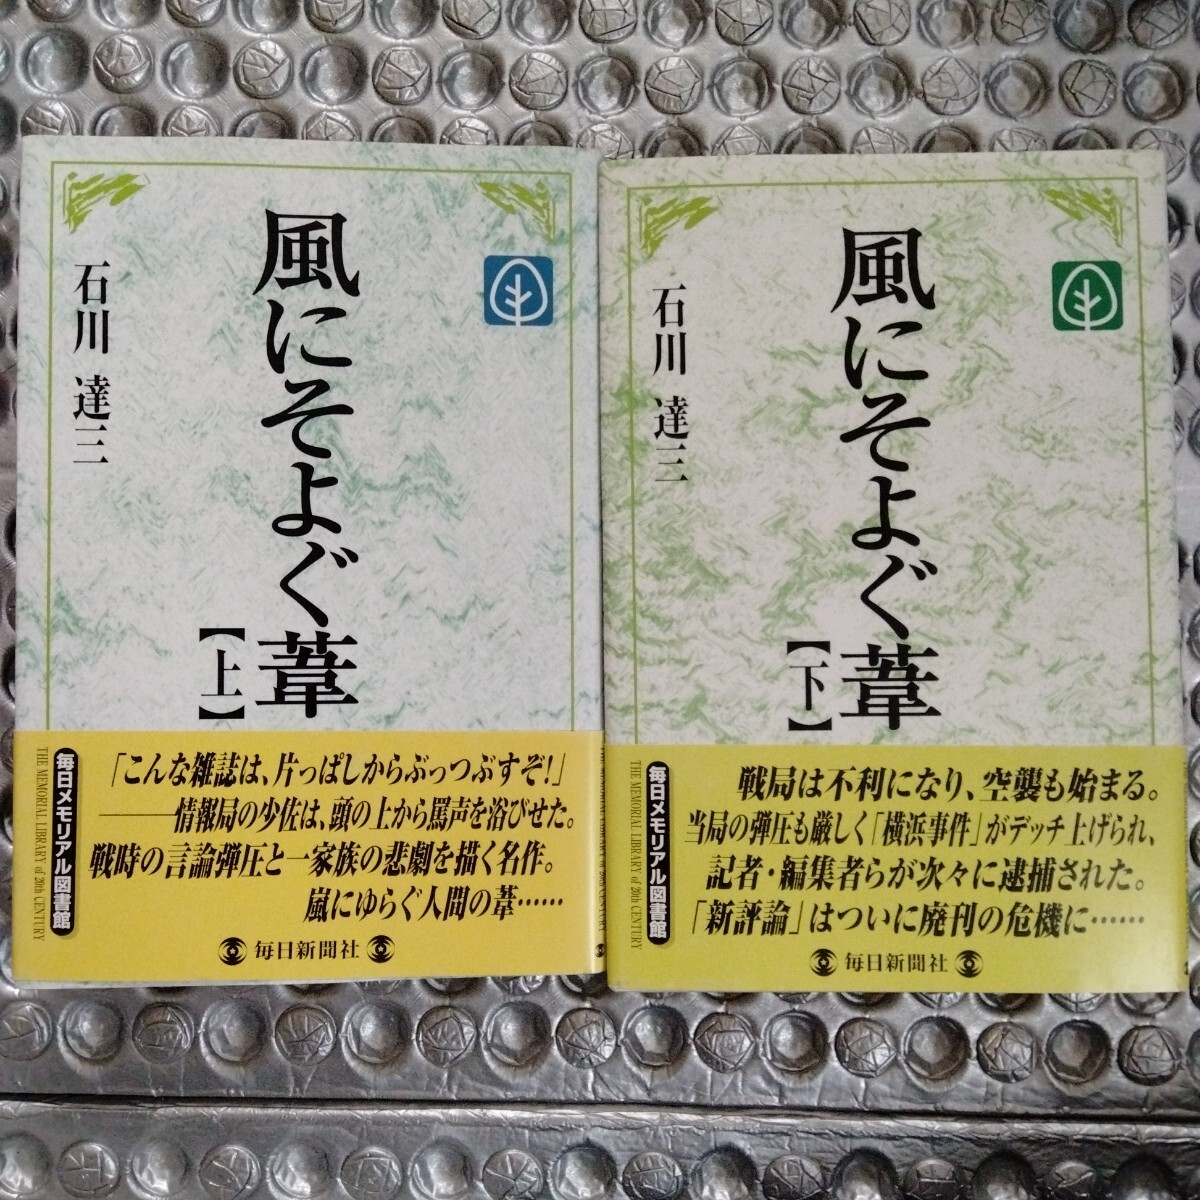 風にそよぐ葦
【上】
石川 達三
「こんな雑誌は、片っぱしからぶっつぶすぞ!」
――情報局の少佐は、頭の上から罵声を浴びせた。
戦時の言論弾圧と一家族の悲劇を描く名作。
嵐にゆらぐ人間の葦……
毎日メモリアル図書館
THE MEMORIAL LIBRARY of 20th CENTURY
毎日新聞社
風にそよぐ葦
【下】
石川 達三
戦局は不利になり、空襲も始まる。
当局の弾圧も厳しく「横浜事件」がデッチ上げられ、
記者・編集者らが次々に逮捕された。
「新評論」はついに廃刊の危機に……
毎日メモリアル図書館
THE MEMORIAL LIBRARY of 20th CENTURY
毎日新聞社